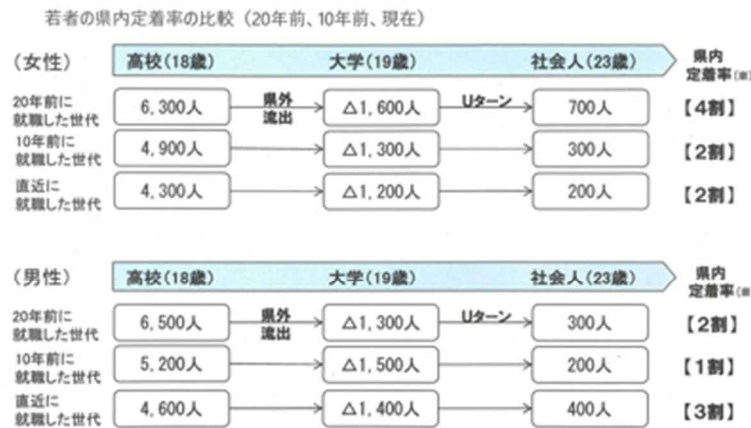 若者の県内定着率の比較（20年前、10年前、現在）
（女性） 高校（18歳） 大学（19歳） 社会人（23歳） 県内定着率（※）
20年前に就職した世代 6,300人 県外流出 △1,600人 Uターン 700人 【4割】
10年前に就職した世代 4,900人 △1,300人 300人 【2割】
直近に就職した世代 4,300人 △1,200人 200人 【2割】
（男性） 高校（18歳） 大学（19歳） 社会人（23歳） 県内定着率（※）
20年前に就職した世代 6,500人 県外流出 △1,300人 Uターン 300人 【2割】
10年前に就職した世代 5,200人 △1,500人 200人 【1割】
直近に就職した世代 4,600人 △1,400人 400人 【3割】